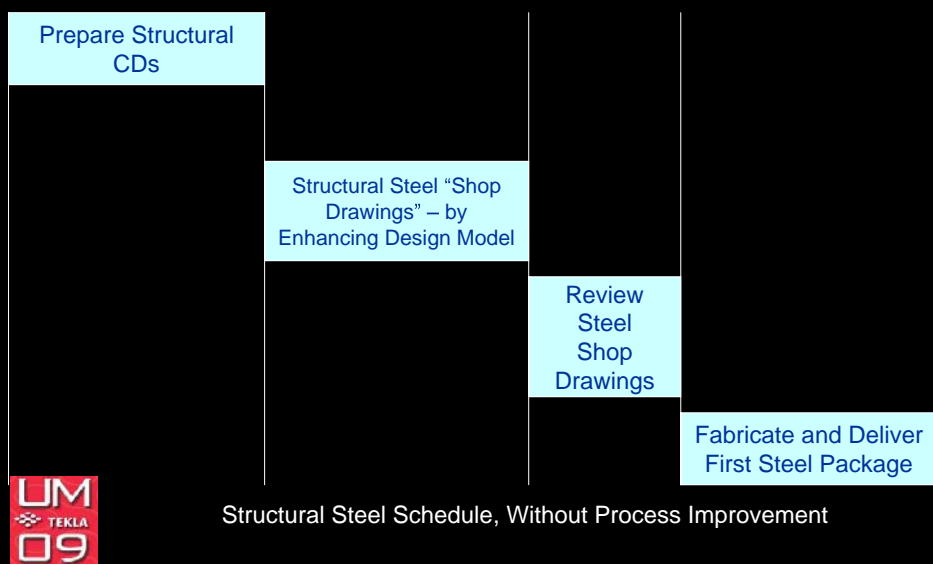 Prepare Structural
CDs
Structural Steel “Shop
Drawings” – by
Enhancing Design Model
Review
Steel
Shop
Drawings
Fabricate and Deliver
First Steel Package
UM
TEKLA
09
Structural Steel Schedule, Without Process Improvement